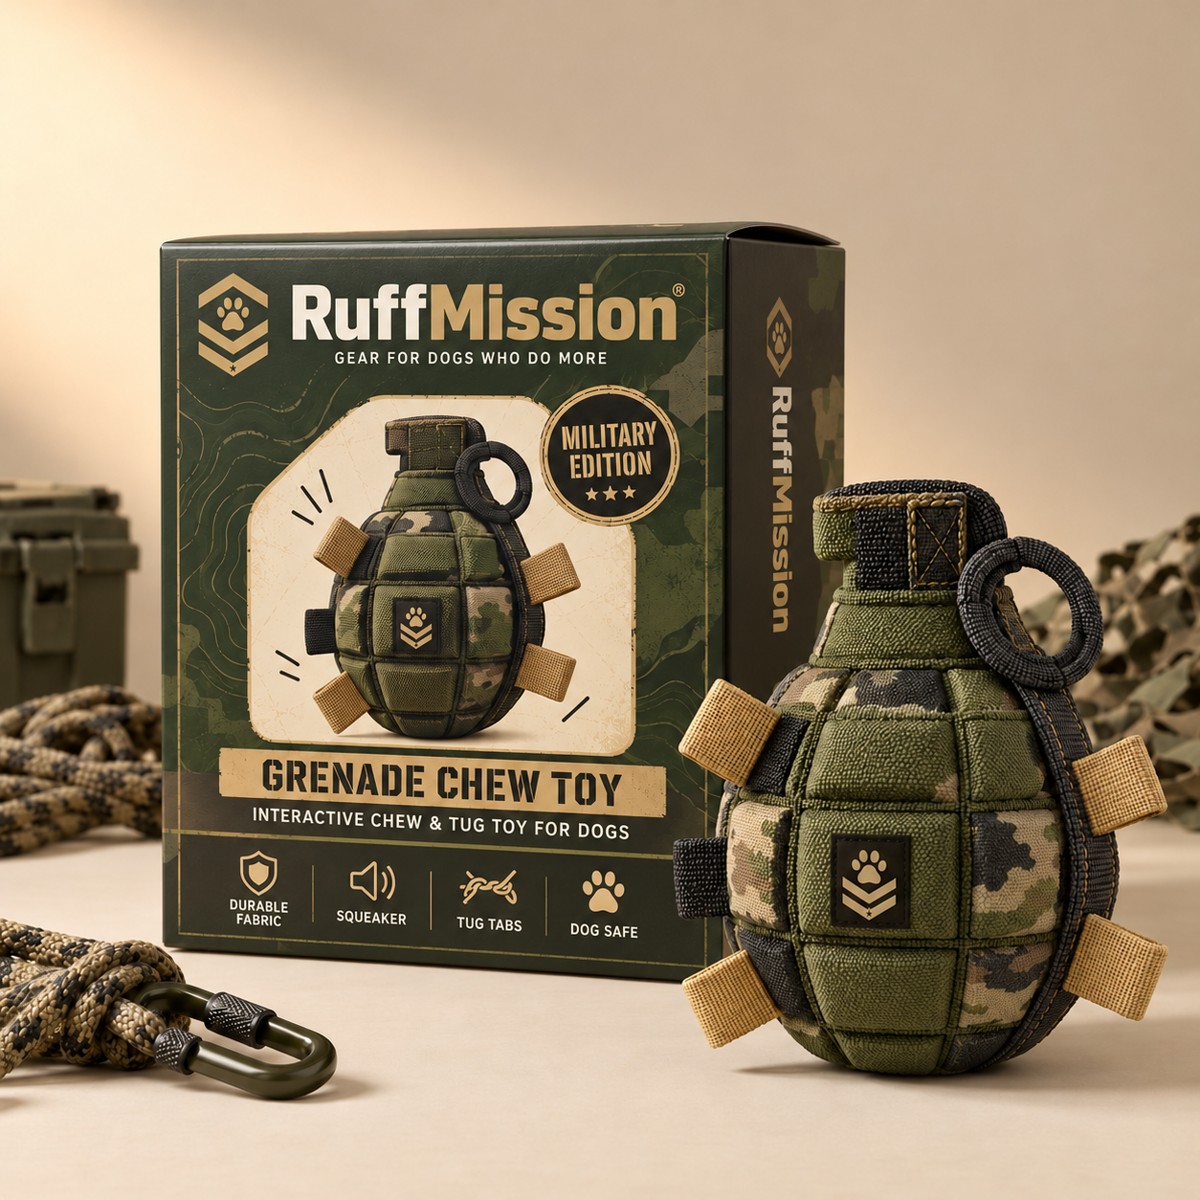 RuffMission®
GEAR FOR DOGS WHO DO MORE
MILITARY
EDITION
GRENADE CHEW TOY
INTERACTIVE CHEW & TUG TOY FOR DOGS
DURABLE
FABRIC
SQUEAKER
TUG TABS
DOG SAFE
RuffMission